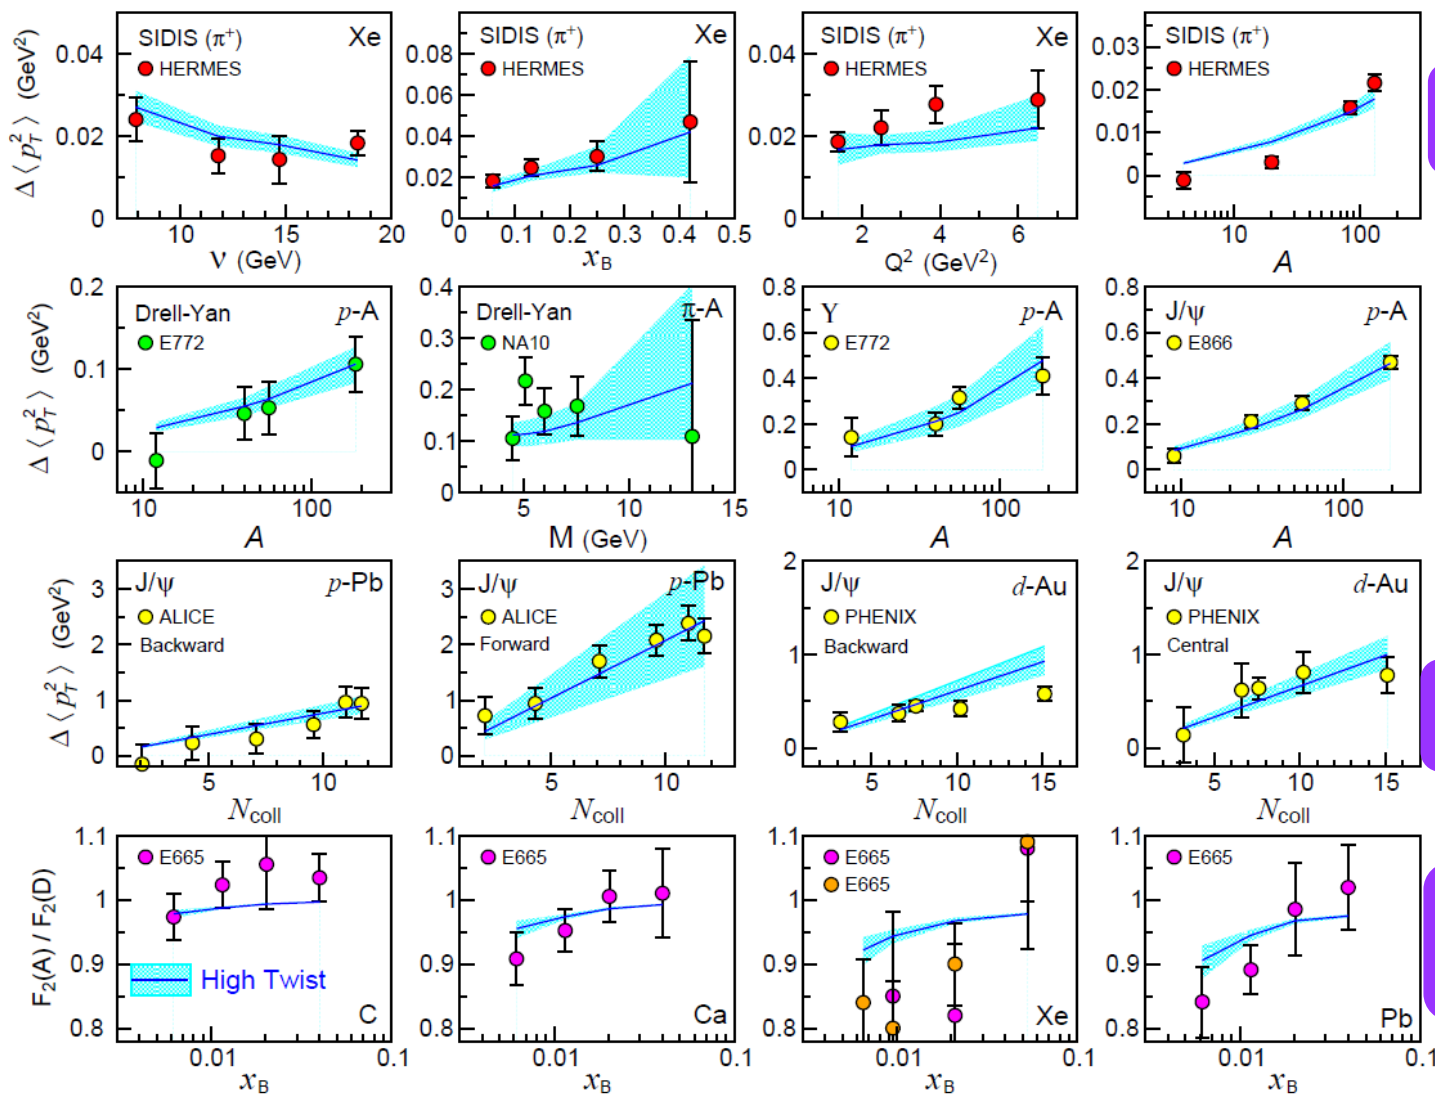 Δ⟨p_T^2⟩ (GeV²)
0.04
0.02
0
SIDIS (π⁺) Xe
HERMES
10 15 20
ν (GeV)
0.08
0.06
0.04
0.02
0
SIDIS (π⁺) Xe
HERMES
0 0.1 0.2 0.3 0.4 0.5
x_B
0.04
0.02
0
SIDIS (π⁺) Xe
HERMES
2 4 6
Q² (GeV²)
0.03
0.02
0.01
0
SIDIS (π⁺)
HERMES
10 100
A
Δ⟨p_T^2⟩ (GeV²)
0.2
0.1
0
Drell-Yan p-A
E772
10 100
A
0.4
0.3
0.2
0.1
0
Drell-Yan π-A
NA10
5 10 15
M (GeV)
0.8
0.6
0.4
0.2
0
Υ p-A
E772
10 100
A
0.8
0.6
0.4
0.2
0
J/ψ p-A
E866
10 100
A
Δ⟨p_T^2⟩ (GeV²)
3
2
1
0
J/ψ p-Pb
ALICE
Backward
5 10
N_coll
3
2
1
0
J/ψ p-Pb
ALICE
Forward
5 10
N_coll
2
1
0
J/ψ d-Au
PHENIX
Backward
5 10 15
N_coll
2
1
0
J/ψ d-Au
PHENIX
Central
5 10 15
N_coll
F₂(A) / F₂(D)
1.1
1
0.9
0.8
E665
High Twist
C
0.01 0.1
x_B
1.1
1
0.9
0.8
E665
Ca
0.01 0.1
x_B
1.1
1
0.9
0.8
E665
E665
Xe
0.01 0.1
x_B
1.1
1
0.9
0.8
E665
Pb
0.01 0.1
x_B